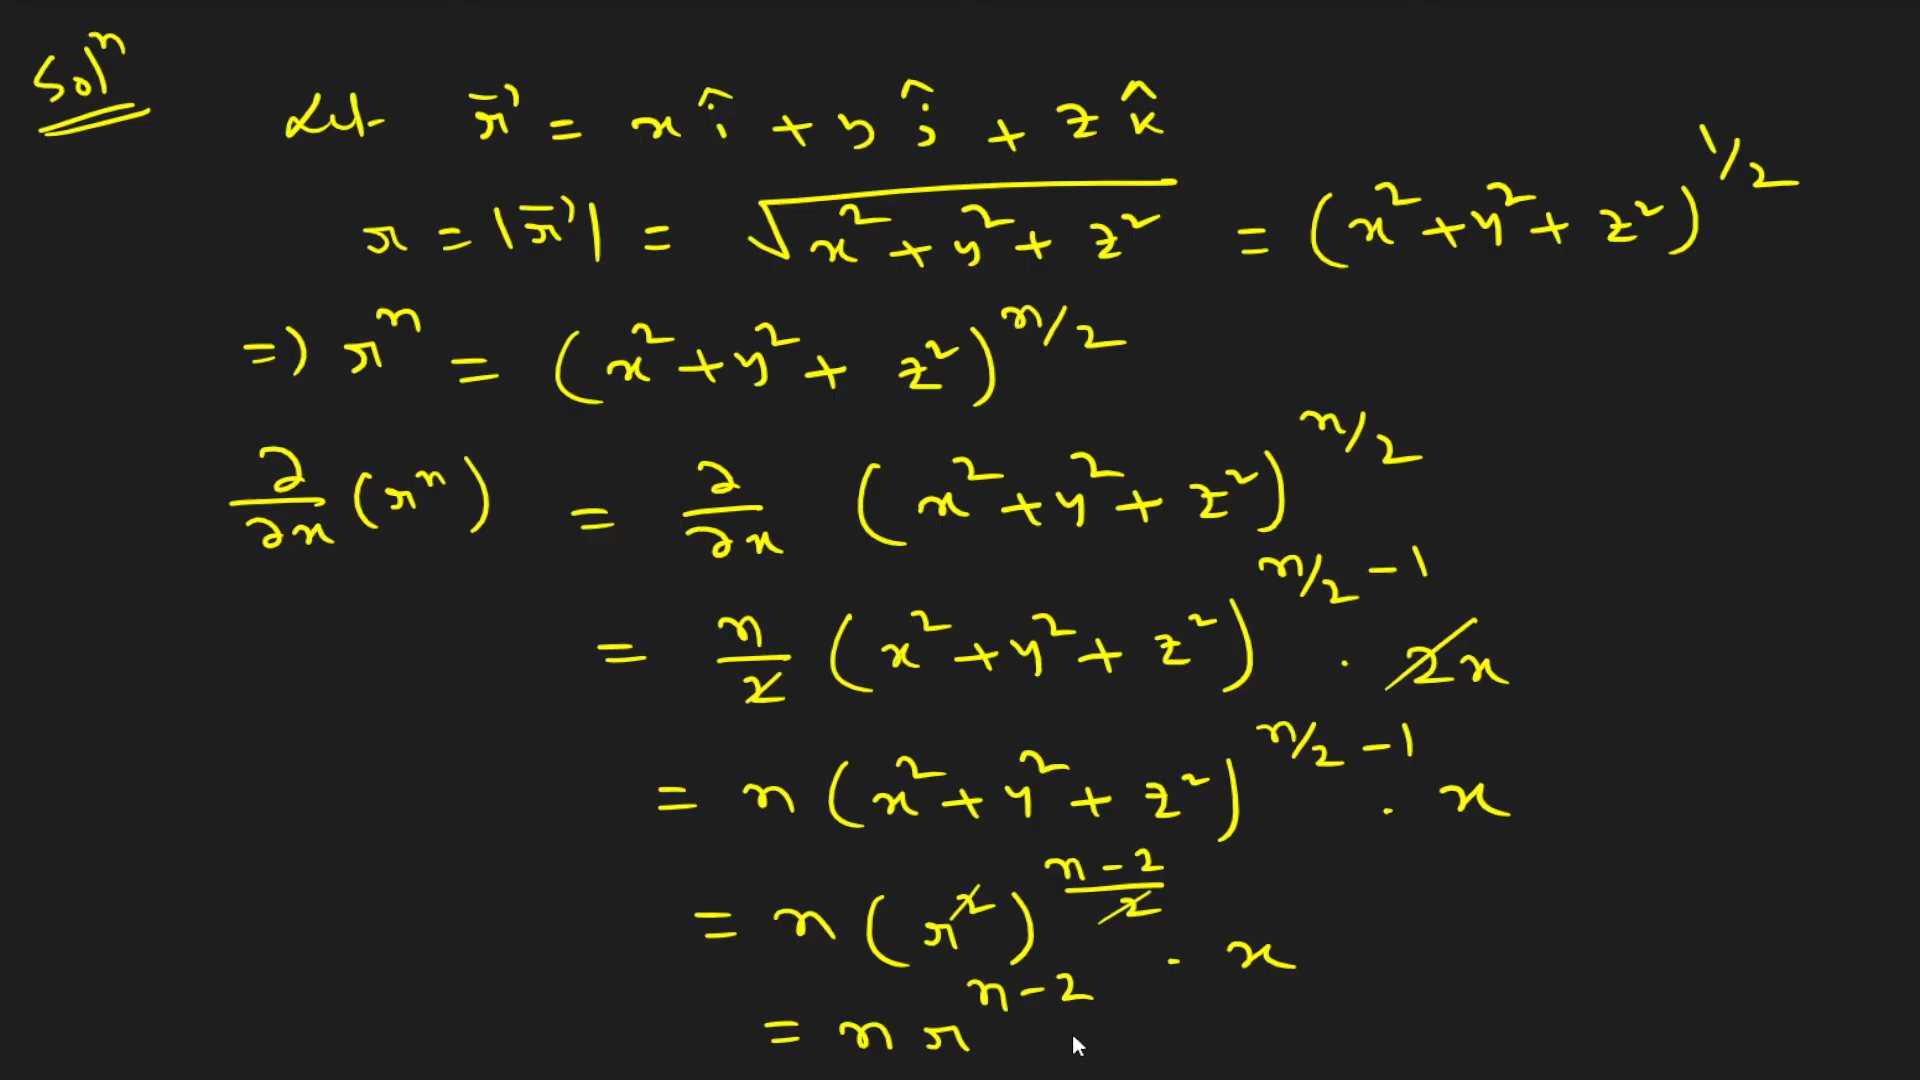 Solⁿ
Let r⃗ = x î + y ĵ + z k̂
r = |r⃗| = √(x² + y² + z²) = (x² + y² + z²)^(1/2)
=> rⁿ = (x² + y² + z²)^(n/2)
∂/∂x (rⁿ) = ∂/∂x (x² + y² + z²)^(n/2)
= n/2 (x² + y² + z²)^(n/2 - 1) . 2x
= n (x² + y² + z²)^(n/2 - 1) . x
= n (r²)^((n-2)/2) . x
= n r^(n-2)